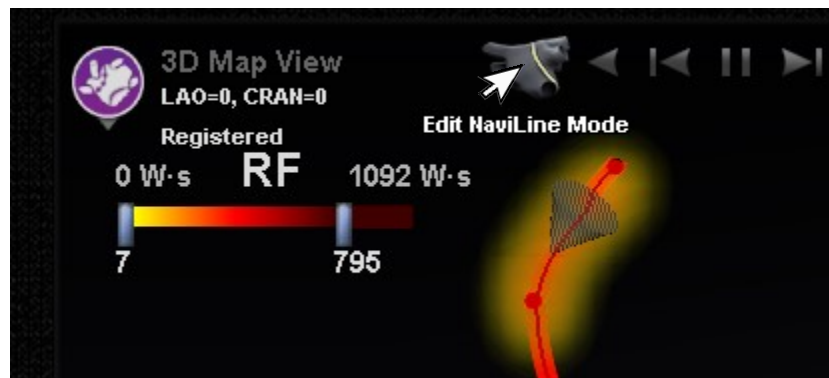 3D Map View
LAO=0, CRAN=0
Registered
Edit NaviLine Mode
0 W·s RF 1092 W·s
7 795